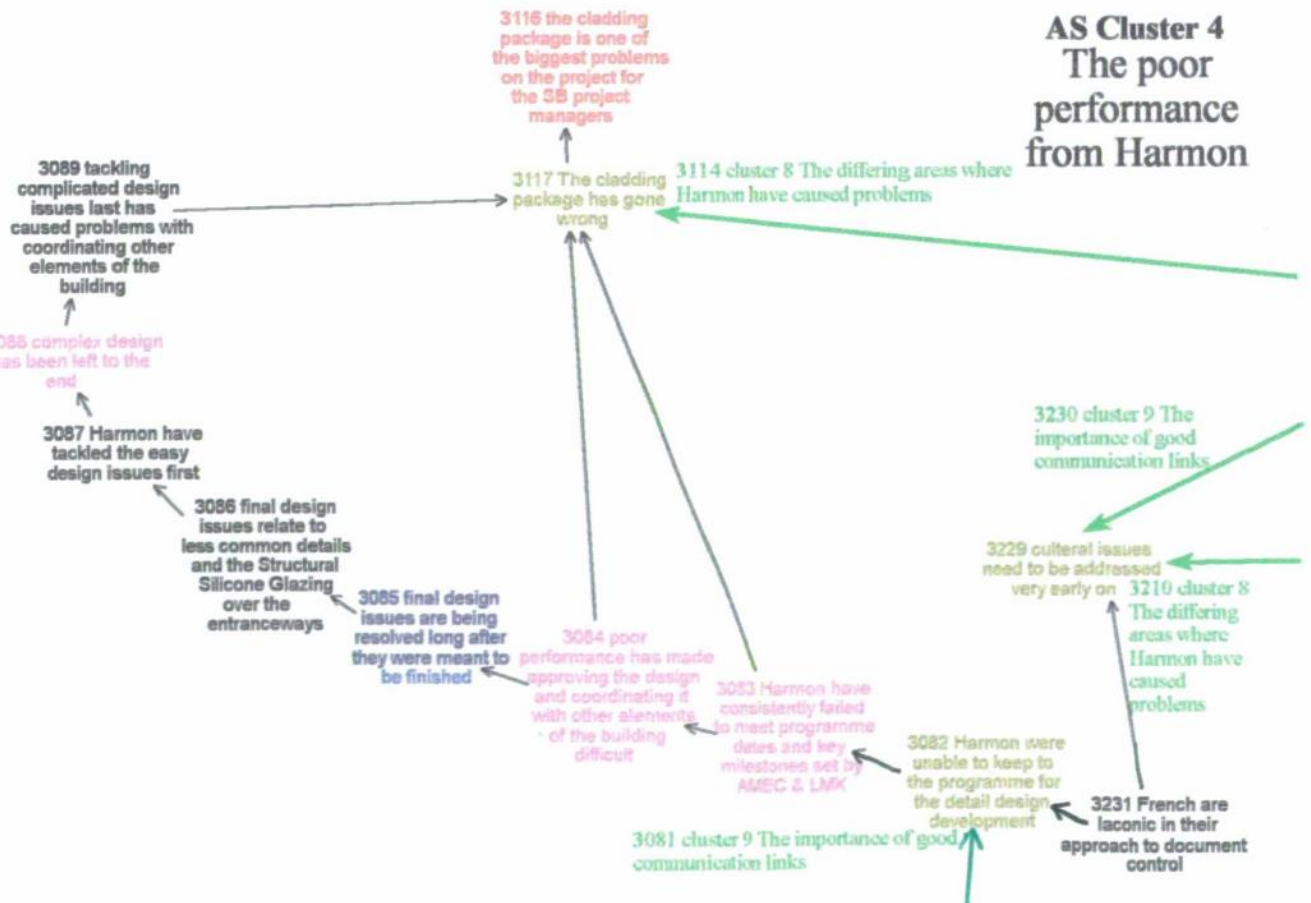 AS Cluster 4
The poor
performance
from Harmon
3116 the cladding
package is one of
the biggest problems
on the project for
the SB project
managers
3089 tackling
complicated design
issues last has
caused problems with
coordinating other
elements of the
building
3117 The cladding
package has gone
wrong
3114 cluster 8 The differing areas where
Harmon have caused problems
088 complex design
has been left to the
end
3087 Harmon have
tackled the easy
design issues first
3230 cluster 9 The
importance of good
communication links
3086 final design
issues relate to
less common details
and the Structural
Silicone Glazing
over the
entranceways
3229 culteral issues
need to be addressed
very early on
3210 cluster 8
The differing
areas where
Harmon have
caused
problems
3085 final design
issues are being
resolved long after
they were meant to
be finished
3084 poor
performance has made
approving the design
and coordinating it
with other elements
of the building
difficult
3083 Harmon have
consistently failed
to meet programme
dates and key
milestones set by
AMEC & LMK
3082 Harmon were
unable to keep to
the programme for
the detail design
development
3231 French are
laconic in their
approach to document
control
3081 cluster 9 The importance of good
communication links